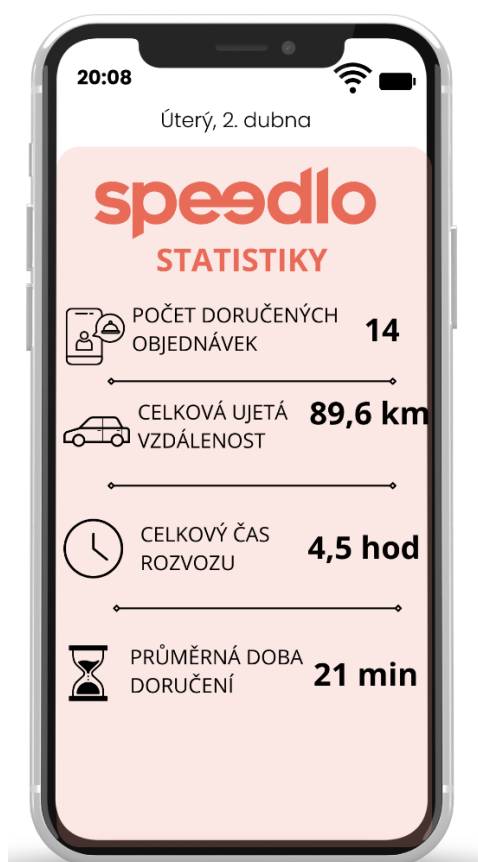 20:08
Úterý, 2. dubna
speedlo
STATISTIKY
POČET DORUČENÝCH
OBJEDNÁVEK
14
CELKOVÁ UJETÁ
VZDÁLENOST
89,6 km
CELKOVÝ ČAS
ROZVOZU
4,5 hod
PRŮMĚRNÁ DOBA
DORUČENÍ
21 min